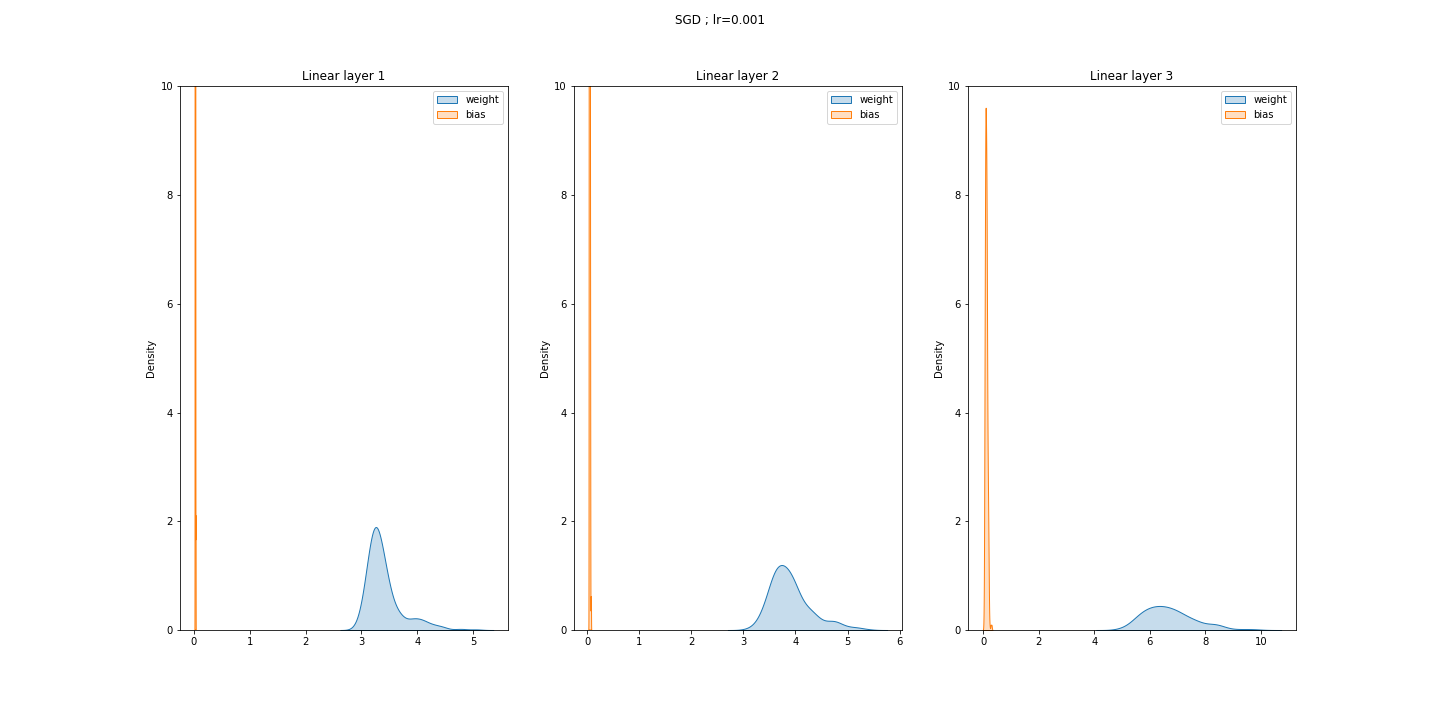 SGD ; lr=0.001
Linear layer 1
weight
bias
Density
10
8
6
4
2
0
0 1 2 3 4 5
Linear layer 2
weight
bias
Density
10
8
6
4
2
0
0 1 2 3 4 5 6
Linear layer 3
weight
bias
Density
10
8
6
4
2
0
0 2 4 6 8 10